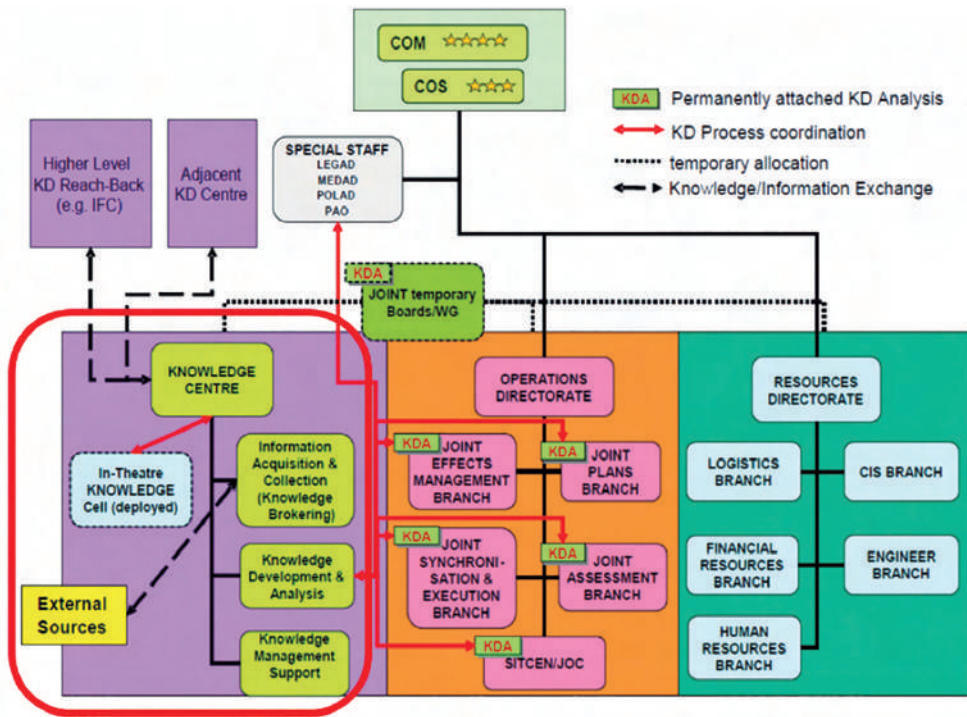 COM
COS
KDA Permanently attached KD Analysis
KD Process coordination
temporary allocation
Knowledge/Information Exchange
Higher Level
KD Reach-Back
(e.g. IFC)
Adjacent
KD Centre
SPECIAL STAFF
LEGAD
MEDAD
POLAD
PAO
KDA
JOINT temporary
Boards/WG
KNOWLEDGE
CENTRE
In-Theatre
KNOWLEDGE
Cell (deployed)
Information
Acquisition &
Collection
(Knowledge
Brokering)
Knowledge
Development &
Analysis
Knowledge
Management
Support
External
Sources
OPERATIONS
DIRECTORATE
KDA
JOINT
EFFECTS
MANAGEMENT
BRANCH
KDA
JOINT
PLANS
BRANCH
KDA
JOINT
SYNCHRONI-
SATION &
EXECUTION
BRANCH
KDA
JOINT
ASSESSMENT
BRANCH
KDA
SITCEN/JOC
RESOURCES
DIRECTORATE
LOGISTICS
BRANCH
CIS BRANCH
FINANCIAL
RESOURCES
BRANCH
ENGINEER
BRANCH
HUMAN
RESOURCES
BRANCH